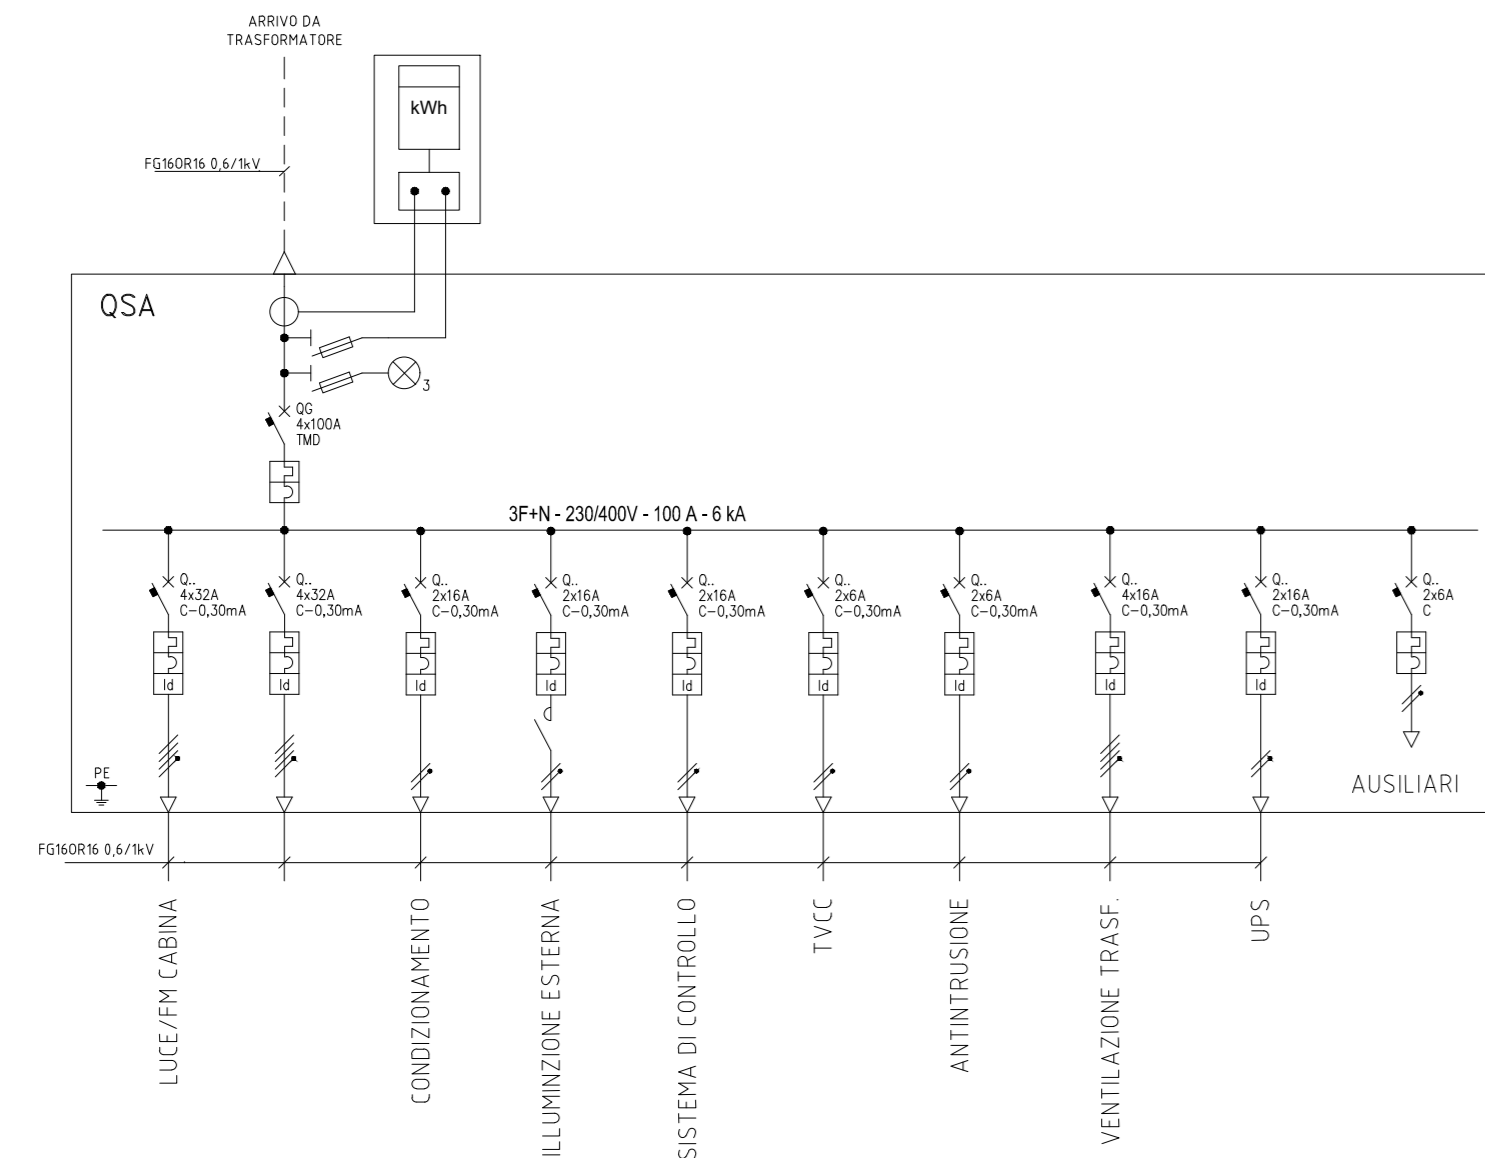 ARRIVO DA
TRASFORMATORE
kWh
FG16OR16 0,6/1kV
QSA
3
QG
4x100A
TMD
3F+N - 230/400V - 100 A - 6 kA
Q..
4x32A
C-0,30mA
Q..
4x32A
C-0,30mA
Q..
2x16A
C-0,30mA
Q..
2x16A
C-0,30mA
Q..
2x16A
C-0,30mA
Q..
2x6A
C-0,30mA
Q..
2x6A
C-0,30mA
Q..
4x16A
C-0,30mA
Q..
2x16A
C-0,30mA
Q..
2x6A
C
Id
Id
Id
Id
Id
Id
Id
Id
Id
PE
AUSILIARI
FG16OR16 0,6/1kV
LUCE/FM CABINA
CONDIZIONAMENTO
ILLUMINZIONE ESTERNA
SISTEMA DI CONTROLLO
TVCC
ANTINTRUSIONE
VENTILAZIONE TRASF.
UPS